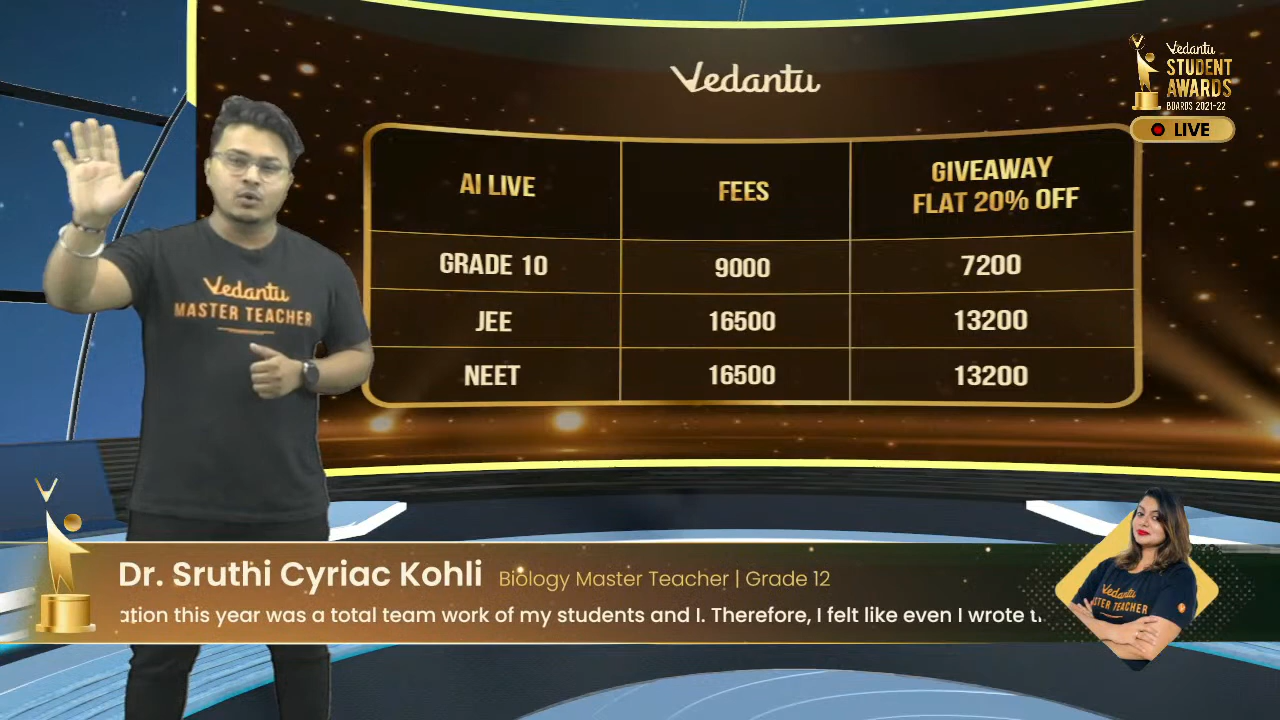 Vedantu
Vedantu
STUDENT
AWARDS
BOARDS 2021-22
LIVE
AI LIVE FEES GIVEAWAY
FLAT 20% OFF
GRADE 10 9000 7200
JEE 16500 13200
NEET 16500 13200
Vedantu
MASTER TEACHER
Dr. Sruthi Cyriac Kohli Biology Master Teacher | Grade 12
this year was a total team work of my students and I. Therefore, I felt like even I wrote
Vedantu
TEACHER